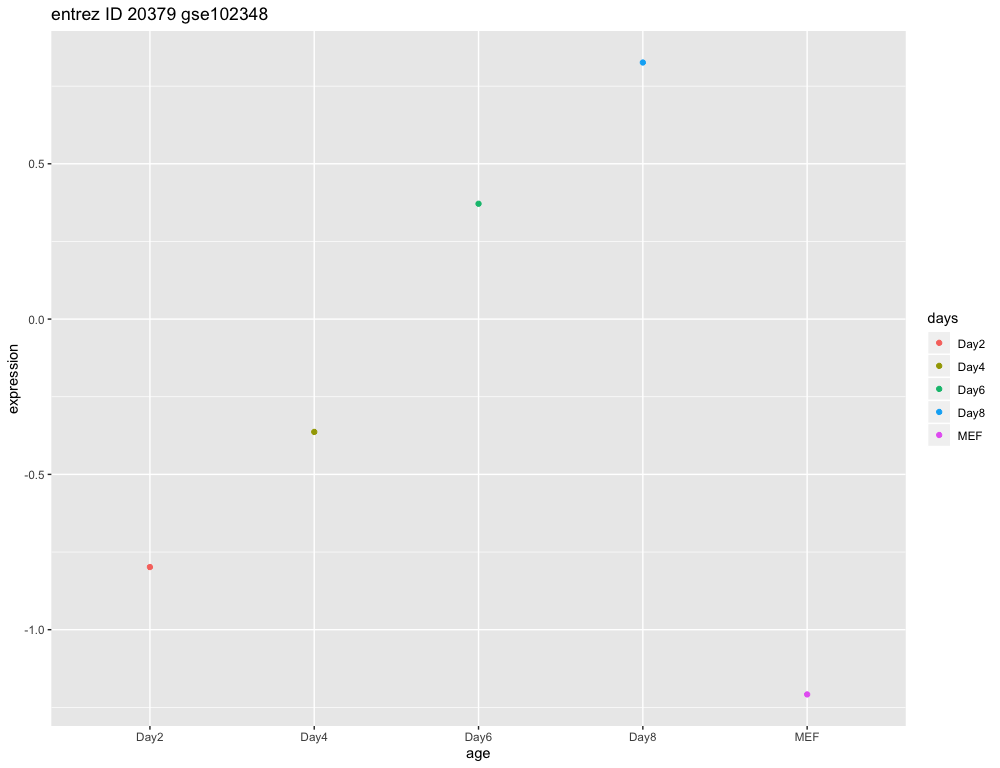 entrez ID 20379 gse102348
expression
0.5
0.0
-0.5
-1.0
Day2 Day4 Day6 Day8 MEF
age
days
Day2
Day4
Day6
Day8
MEF